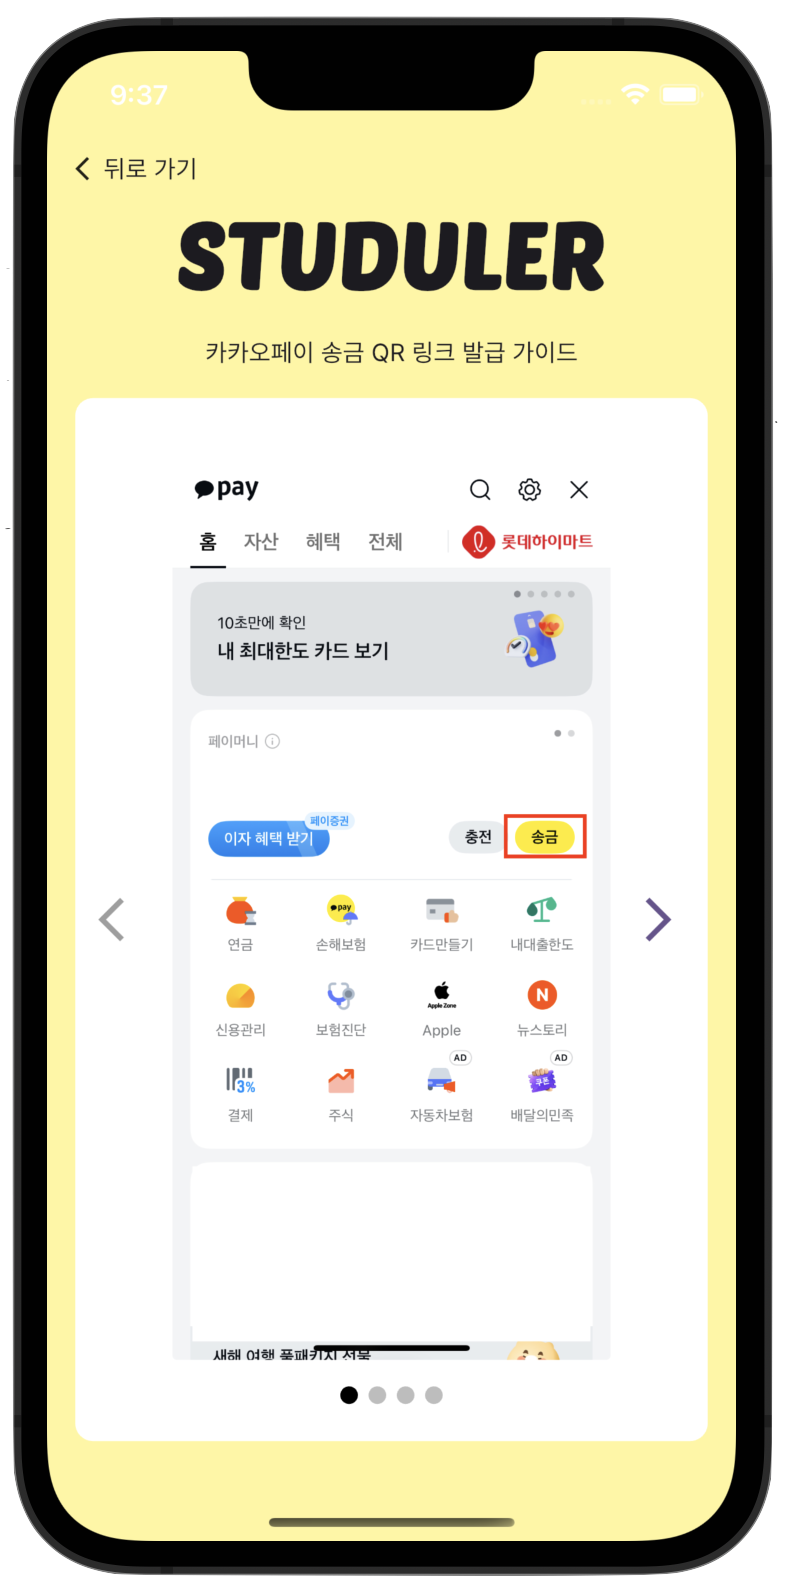 9:37
뒤로 가기
STUDULER
카카오페이 송금 QR 링크 발급 가이드
pay
홈 자산 혜택 전체 롯데하이마트
10초만에 확인
내 최대한도 카드 보기
페이머니
페이증권
이자 혜택 받기 충전 송금
pay
연금 손해보험 카드만들기 내대출한도
N
Apple Zone
신용관리 보험진단 Apple 뉴스토리
AD AD
3% 쿠폰
결제 주식 자동차보험 배달의민족
새해 여행 풀패키지 선물